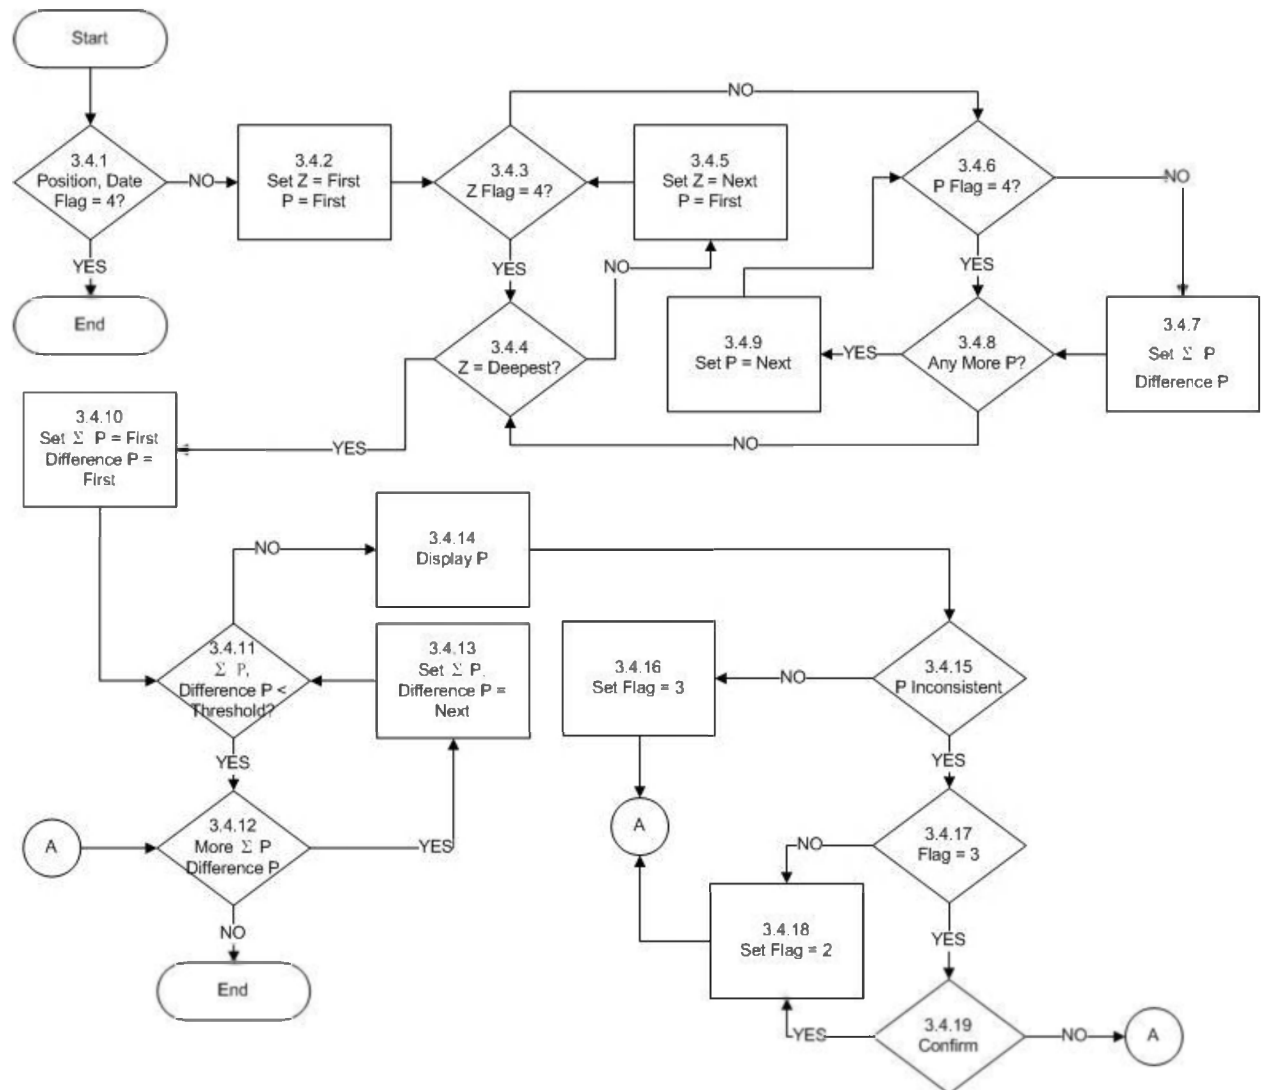 Start
3.4.1
Position, Date
Flag = 4?
NO
YES
End
3.4.2
Set Z = First
P = First
3.4.3
Z Flag = 4?
NO
YES
3.4.5
Set Z = Next
P = First
NO
3.4.4
Z = Deepest?
YES
3.4.6
P Flag = 4?
NO
YES
3.4.7
Set Σ P
Difference P
3.4.8
Any More P?
YES
3.4.9
Set P = Next
NO
3.4.10
Set Σ P = First
Difference P =
First
3.4.11
Σ P,
Difference P <
Threshold?
NO
YES
3.4.14
Display P
3.4.13
Set Σ P,
Difference P =
Next
A
3.4.12
More Σ P
Difference P
YES
NO
End
3.4.15
P Inconsistent
NO
YES
3.4.16
Set Flag = 3
A
3.4.17
Flag = 3
NO
YES
3.4.18
Set Flag = 2
3.4.19
Confirm
YES
NO
A